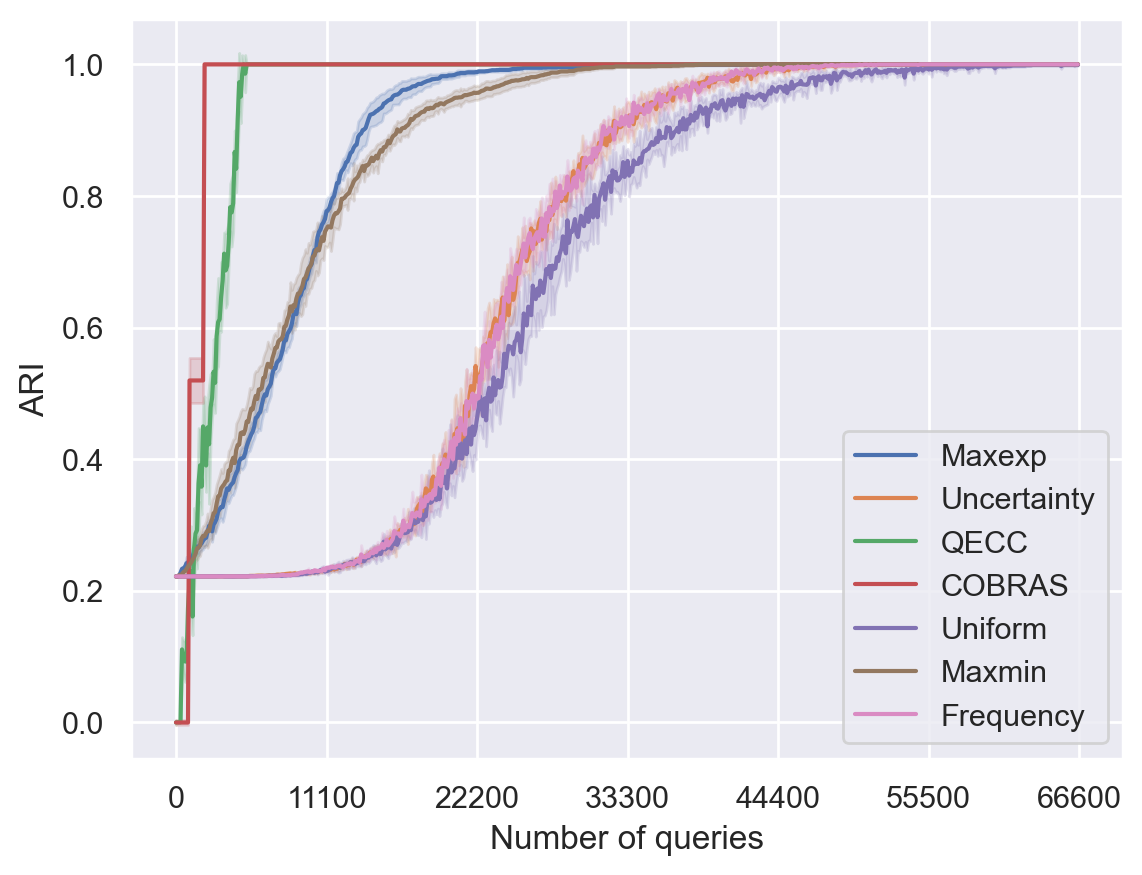 1.0
0.8
0.6
0.4
0.2
0.0
ARI
Maxexp
Uncertainty
QECC
COBRAS
Uniform
Maxmin
Frequency
0 11100 22200 33300 44400 55500 66600
Number of queries